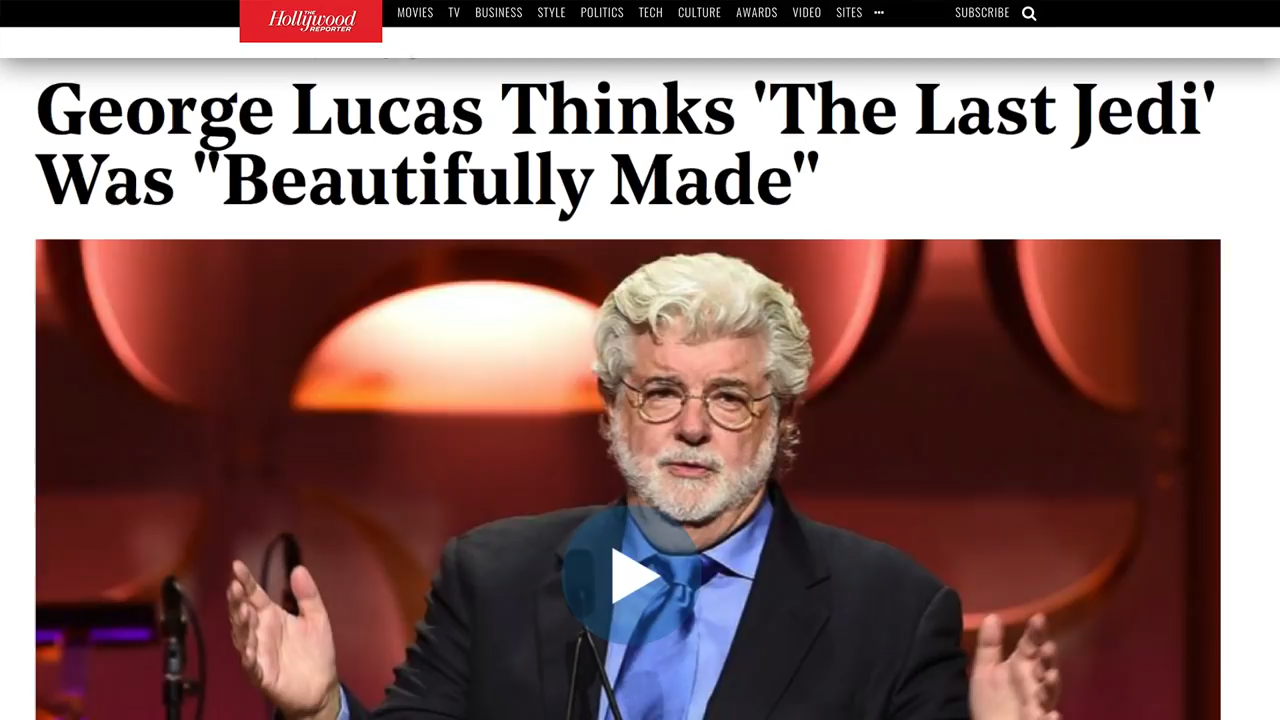 THE
Hollywood
REPORTER
MOVIES TV BUSINESS STYLE POLITICS TECH CULTURE AWARDS VIDEO SITES ••• SUBSCRIBE
George Lucas Thinks 'The Last Jedi'
Was "Beautifully Made"